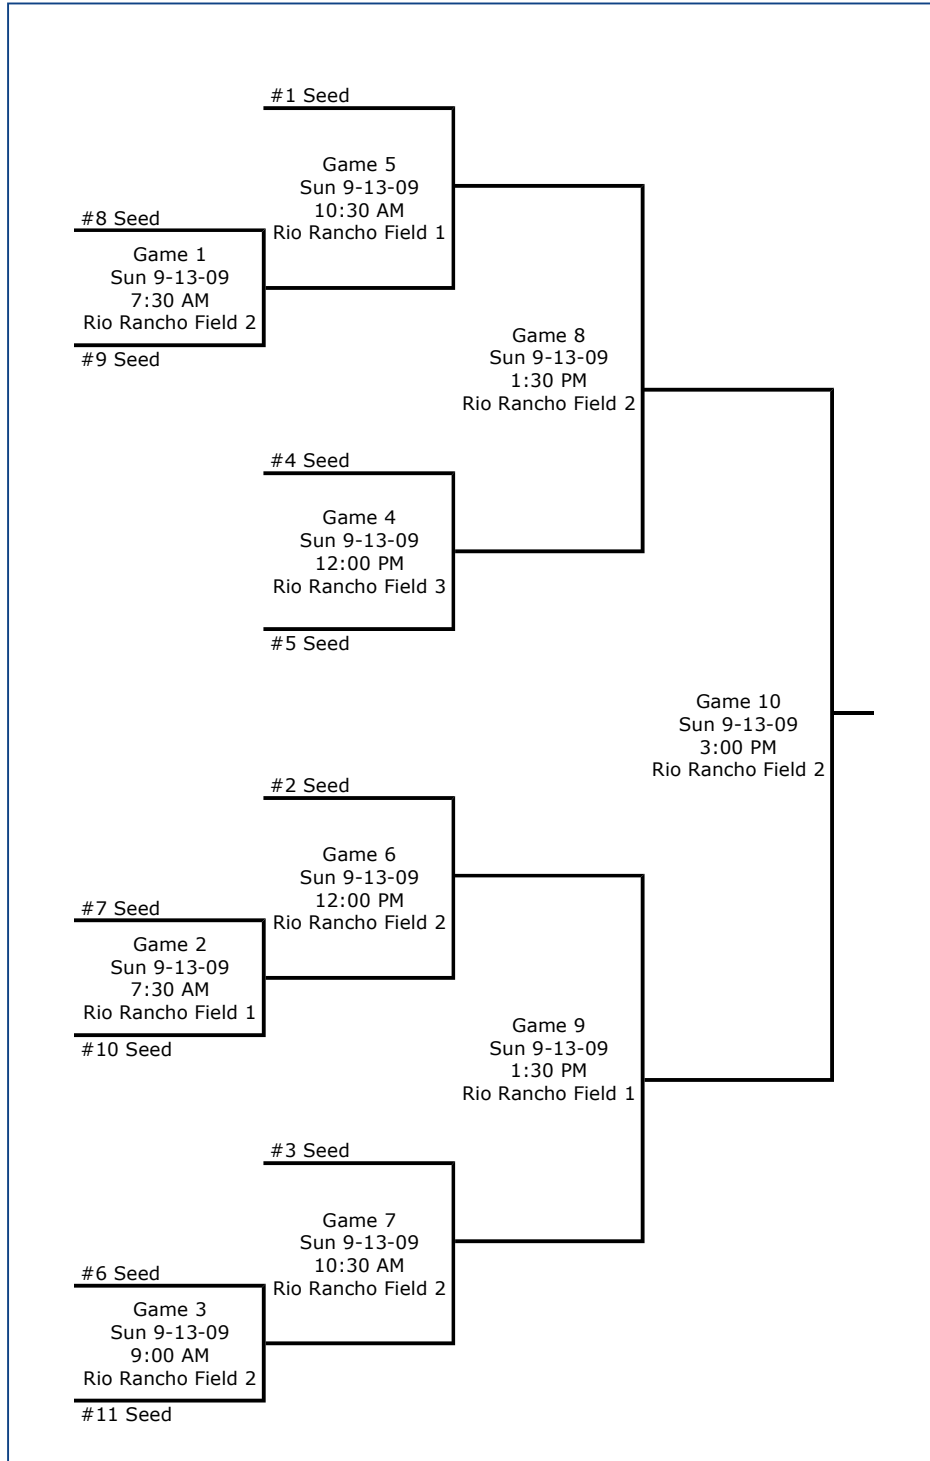 #1 Seed
Game 5
Sun 9-13-09
10:30 AM
Rio Rancho Field 1
#8 Seed
Game 1
Sun 9-13-09
7:30 AM
Rio Rancho Field 2
#9 Seed
Game 8
Sun 9-13-09
1:30 PM
Rio Rancho Field 2
#4 Seed
Game 4
Sun 9-13-09
12:00 PM
Rio Rancho Field 3
#5 Seed
Game 10
Sun 9-13-09
3:00 PM
Rio Rancho Field 2
#2 Seed
Game 6
Sun 9-13-09
12:00 PM
Rio Rancho Field 2
#7 Seed
Game 2
Sun 9-13-09
7:30 AM
Rio Rancho Field 1
#10 Seed
Game 9
Sun 9-13-09
1:30 PM
Rio Rancho Field 1
#3 Seed
Game 7
Sun 9-13-09
10:30 AM
Rio Rancho Field 2
#6 Seed
Game 3
Sun 9-13-09
9:00 AM
Rio Rancho Field 2
#11 Seed